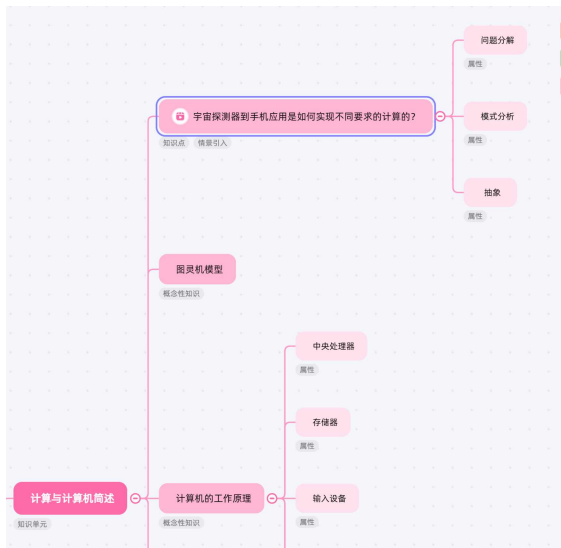 问题分解
属性
宇宙探测器到手机应用是如何实现不同要求的计算的？
知识点 情景引入
模式分析
属性
抽象
属性
图灵机模型
概念性知识
中央处理器
属性
存储器
属性
计算与计算机简述
知识单元
计算机的工作原理
概念性知识
输入设备
属性